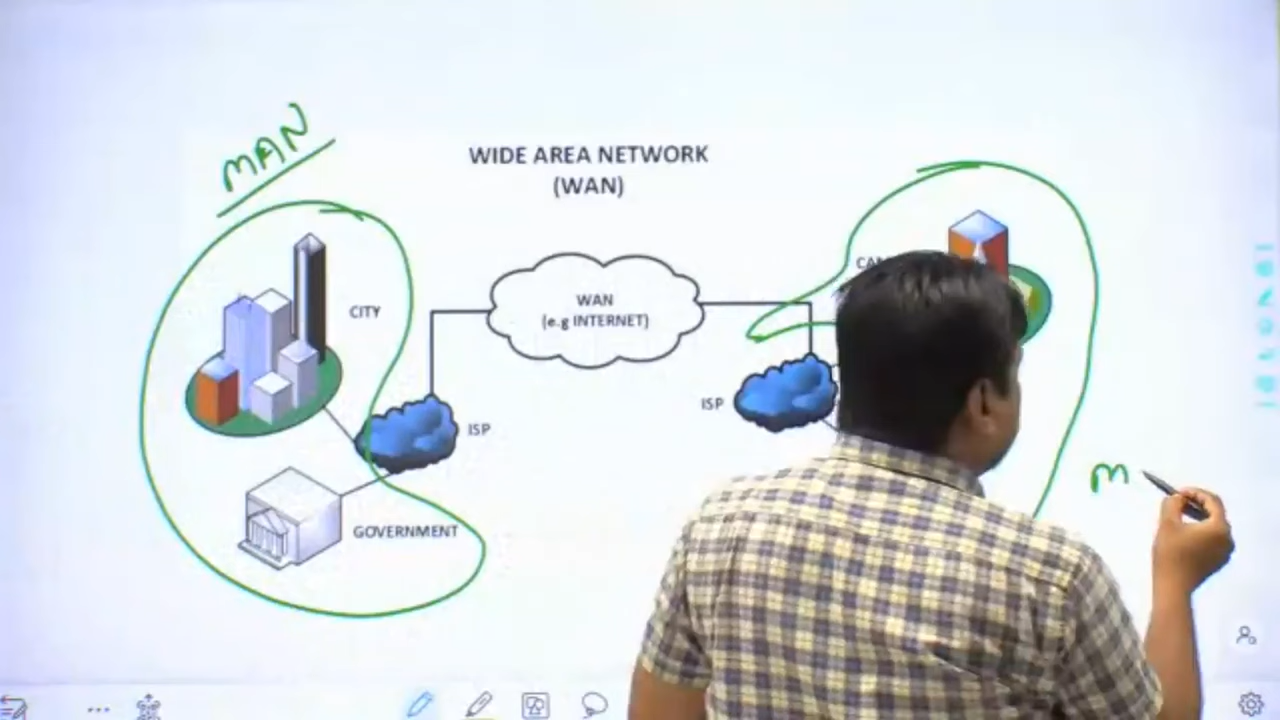 MAN
WIDE AREA NETWORK
(WAN)
CITY
WAN
(e.g INTERNET)
ISP
ISP
GOVERNMENT
m